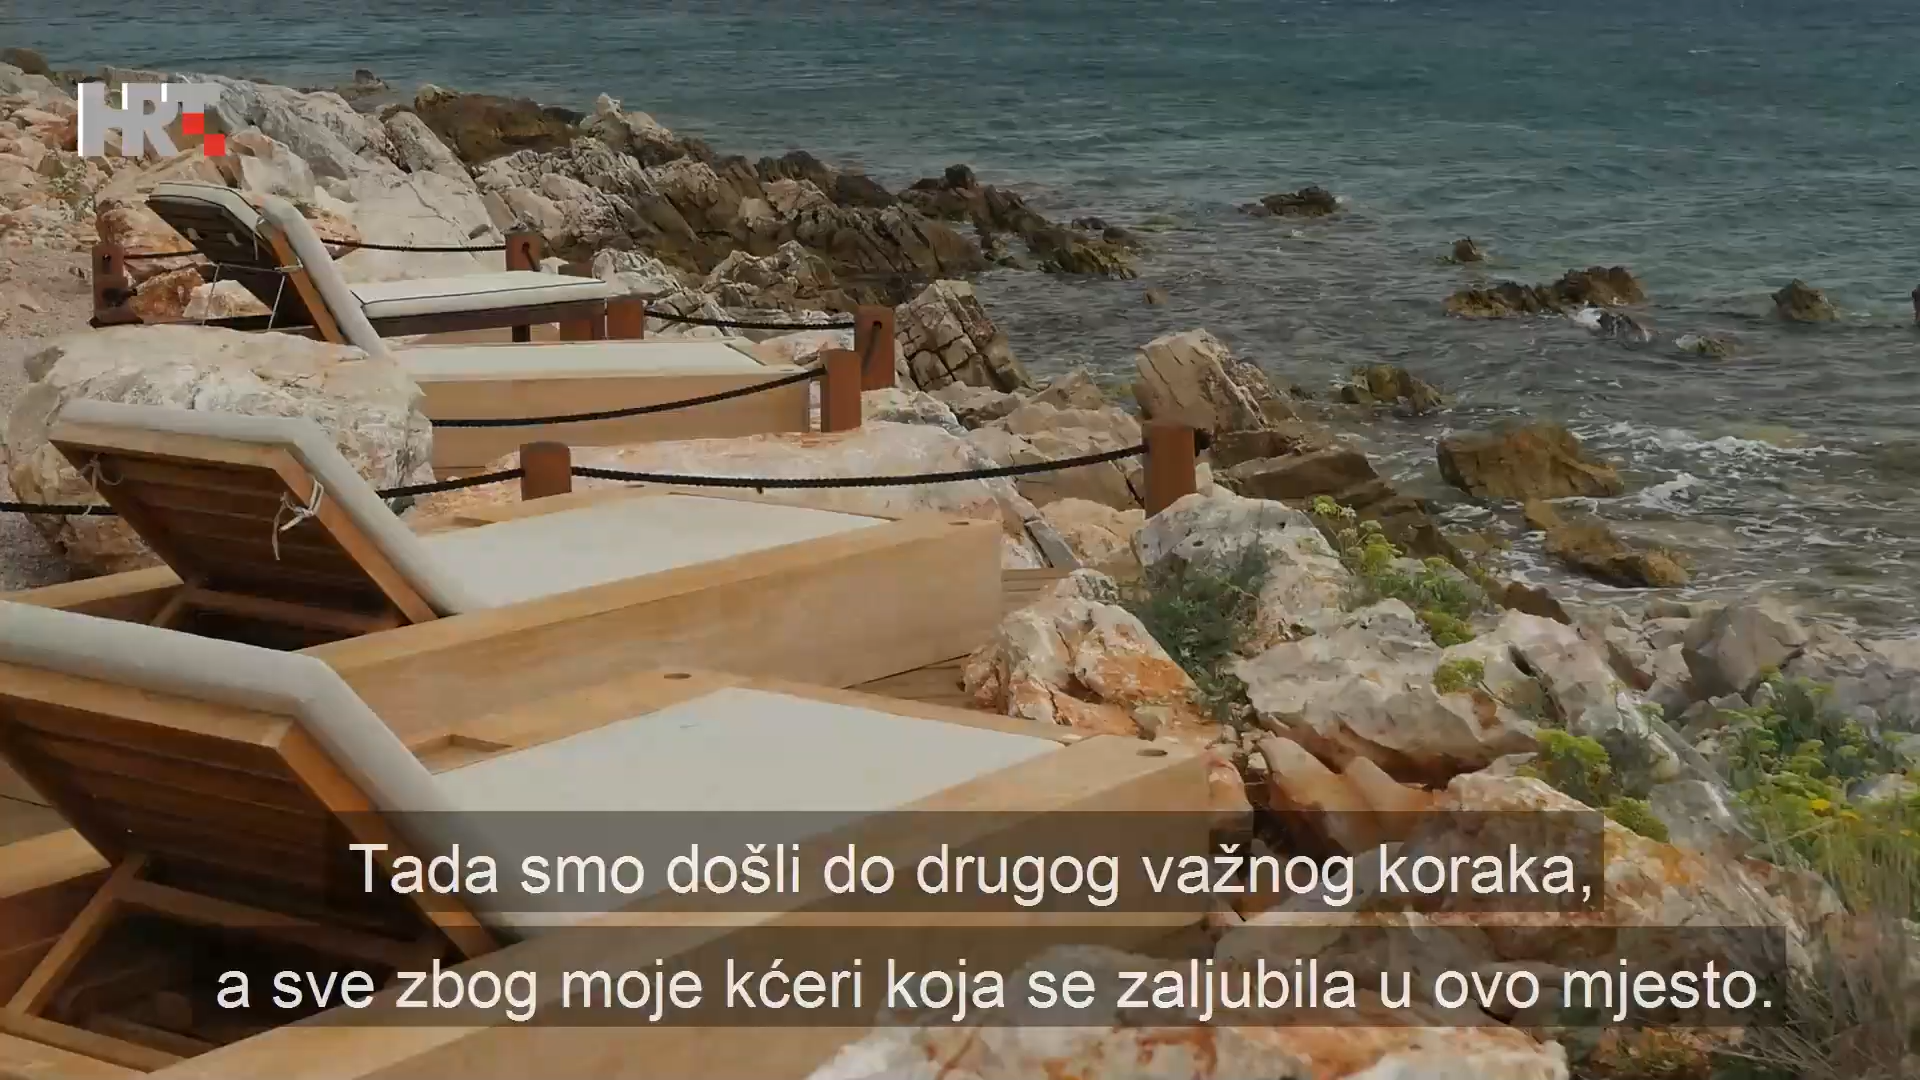 HRT
Tada smo došli do drugog važnog koraka,
a sve zbog moje kćeri koja se zaljubila u ovo mjesto.